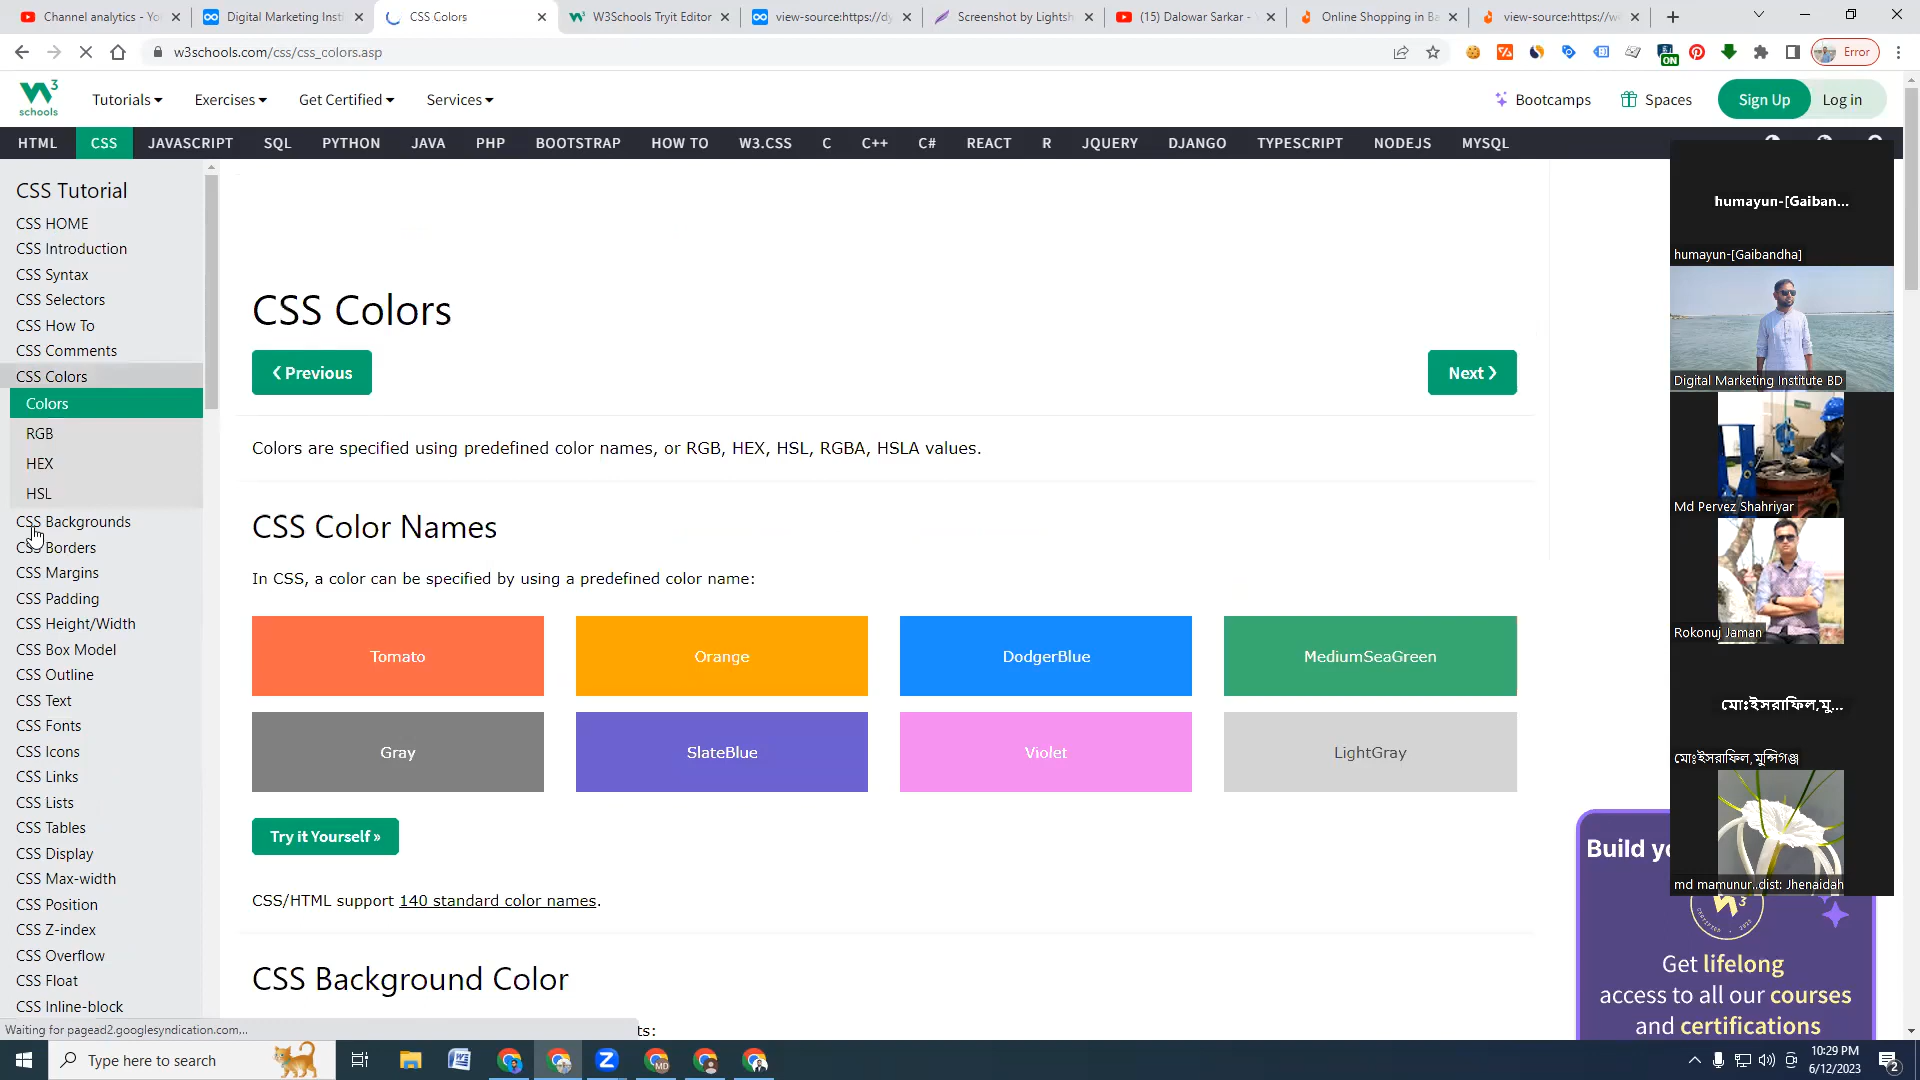 Channel analytics - Yo
Digital Marketing Insti
CSS Colors
W3Schools Tryit Editor
view-source:https://dy
Screenshot by Lightsh
(15) Dalowar Sarkar -
Online Shopping in Ba
view-source:https://w
w3schools.com/css/css_colors.asp
ON
Error
W3
schools
Tutorials
Exercises
Get Certified
Services
Bootcamps
Spaces
Sign Up
Log in
HTML CSS JAVASCRIPT SQL PYTHON JAVA PHP BOOTSTRAP HOW TO W3.CSS C C++ C# REACT R JQUERY DJANGO TYPESCRIPT NODEJS MYSQL
CSS Tutorial
CSS HOME
CSS Introduction
CSS Syntax
CSS Selectors
CSS How To
CSS Comments
CSS Colors
Colors
RGB
HEX
HSL
CSS Backgrounds
CSS Borders
CSS Margins
CSS Padding
CSS Height/Width
CSS Box Model
CSS Outline
CSS Text
CSS Fonts
CSS Icons
CSS Links
CSS Lists
CSS Tables
CSS Display
CSS Max-width
CSS Position
CSS Z-index
CSS Overflow
CSS Float
CSS Inline-block
Waiting for pagead2.googlesyndication.com...
CSS Colors
❮ Previous
Next ❯
Colors are specified using predefined color names, or RGB, HEX, HSL, RGBA, HSLA values.
CSS Color Names
In CSS, a color can be specified by using a predefined color name:
Tomato
Orange
DodgerBlue
MediumSeaGreen
Gray
SlateBlue
Violet
LightGray
Try it Yourself »
CSS/HTML support 140 standard color names.
CSS Background Color
ts:
humayun-[Gaiban...
humayun-[Gaibandha]
Digital Marketing Institute BD
Md Pervez Shahriyar
Rokonuj Jaman
মোঃইসরাফিল,মু...
মোঃইসরাফিল,মুন্সিগঞ্জ
md mamunur..dist: Jhenaidah
Build yo
Get lifelong
access to all our courses
and certifications
Type here to search
MD
10:29 PM
6/12/2023
2